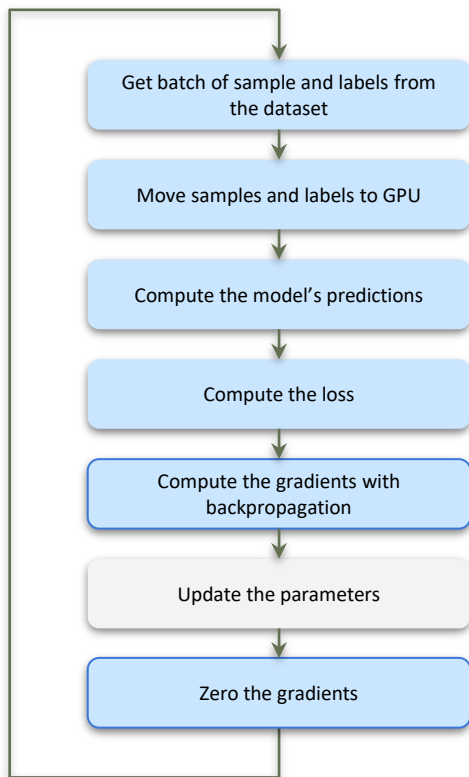 Get batch of sample and labels from
the dataset
Move samples and labels to GPU
Compute the model’s predictions
Compute the loss
Compute the gradients with
backpropagation
Update the parameters
Zero the gradients